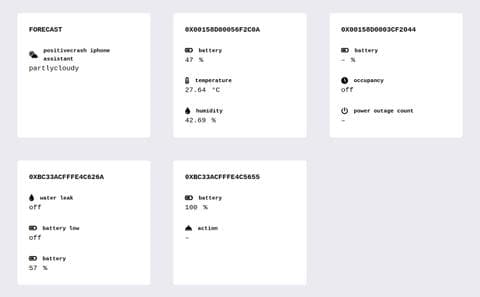 FORECAST
positivecrash iphone
assistant
partlycloudy
0X00158D00056F2C0A
battery
47 %
temperature
27.64 °C
humidity
42.69 %
0X00158D0003CF2044
battery
– %
occupancy
off
power outage count
–
0XBC33ACFFFE4C626A
water leak
off
battery low
off
battery
57 %
0XBC33ACFFFE4C5655
battery
100 %
action
–